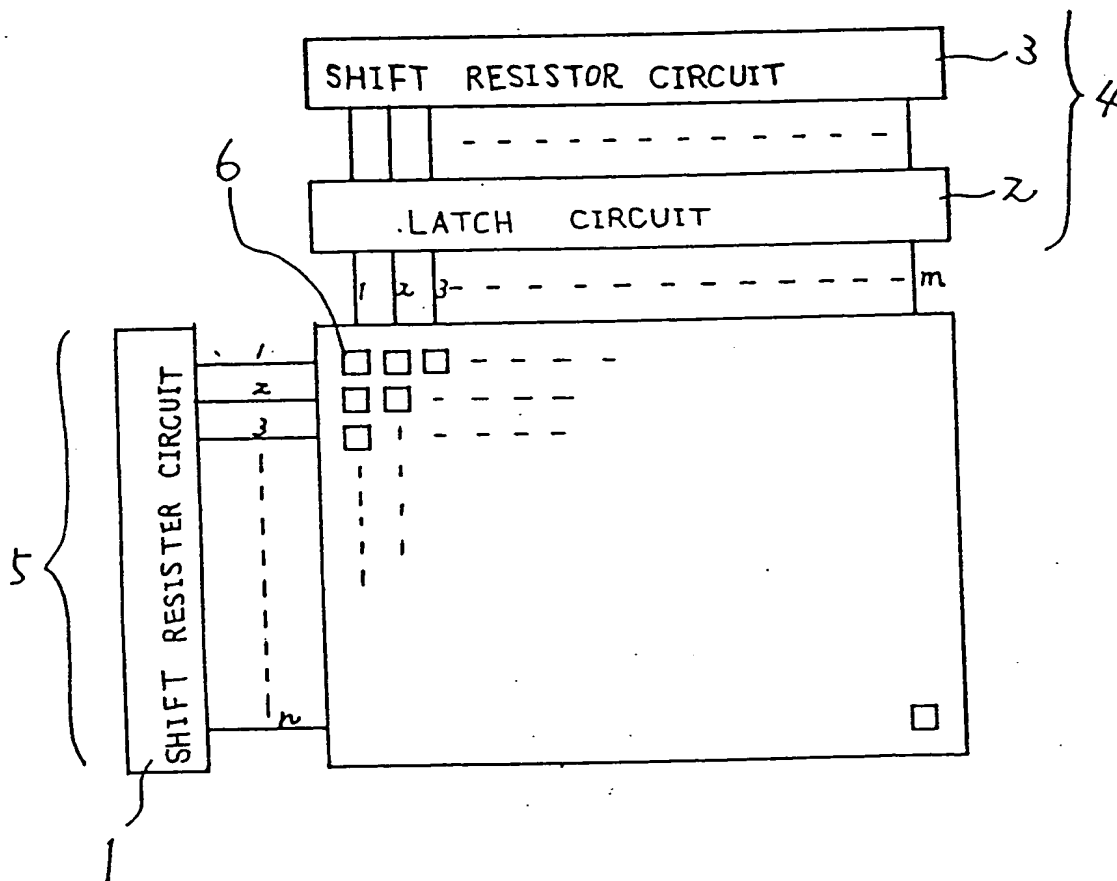 SHIFT RESISTOR CIRCUIT
3
4
6
.LATCH CIRCUIT
2
1 2 3 m
5
SHIFT RESISTER CIRCUIT
1
2
3
n
1